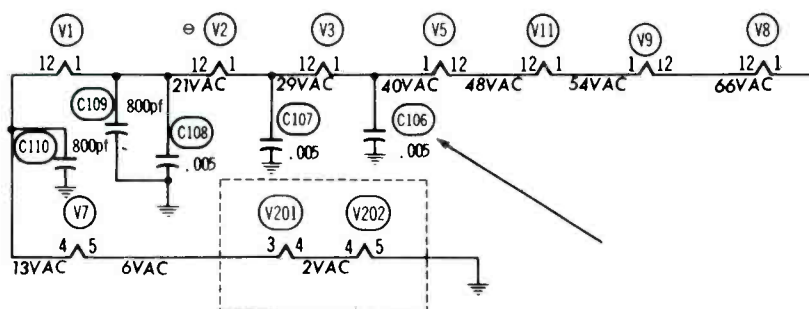 V1 ⊖ V2 V3 V5 V11 V9 V8
12 1 12 1 12 1 1 12 12 1 1 12 12 1
21VAC 29VAC 40VAC 48VAC 54VAC 66VAC
C109 800pf C107 C106
C110 800pf C108 .005 .005
.005
V7 V201 V202
4 5 3 4 4 5
13VAC 6VAC 2VAC